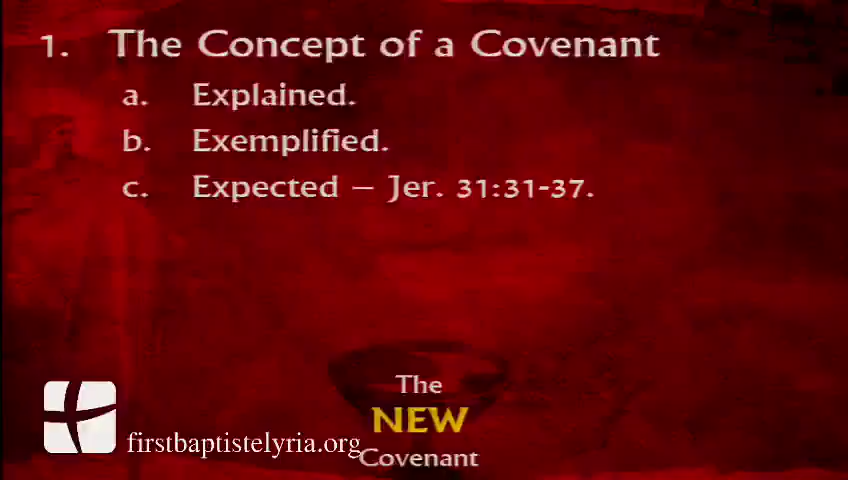 1. The Concept of a Covenant
a. Explained.
b. Exemplified.
c. Expected – Jer. 31:31-37.
The
NEW
Covenant
firstbaptistelyria.org